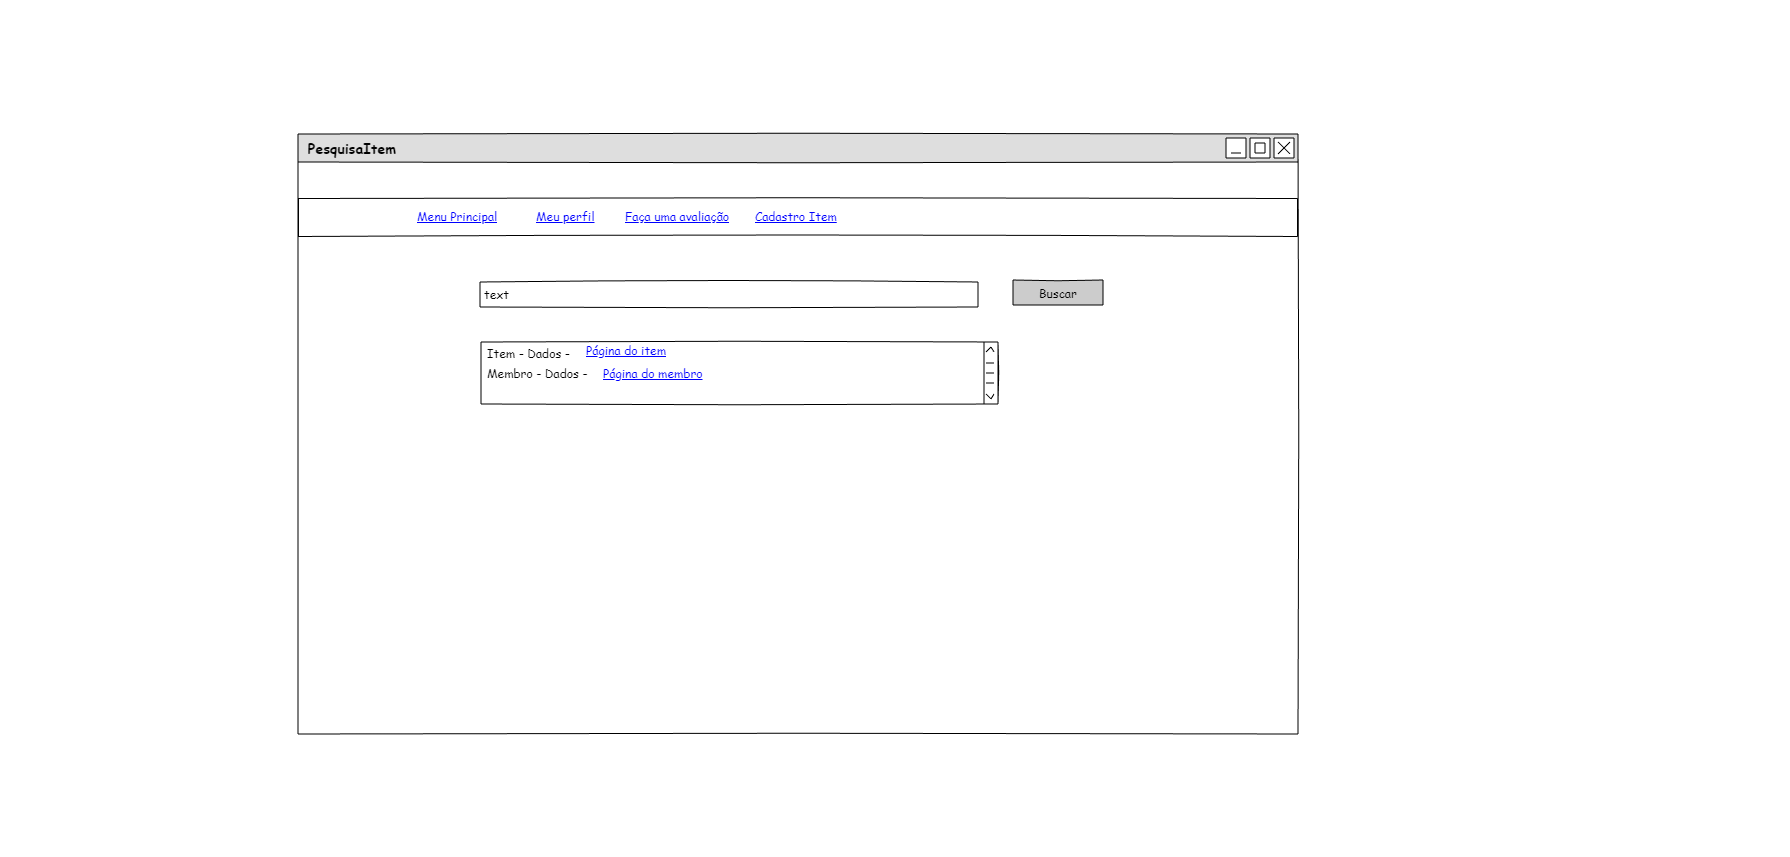 PesquisaItem
Menu Principal Meu perfil Faça uma avaliação Cadastro Item
text Buscar
Item - Dados - Página do item
Membro - Dados - Página do membro